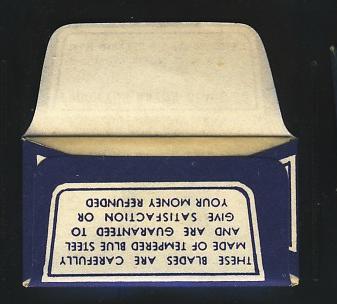 THESE BLADES ARE CAREFULLY
MADE OF TEMPERED BLUE STEEL
AND ARE GUARANTEED TO
GIVE SATISFACTION OR
YOUR MONEY REFUNDED